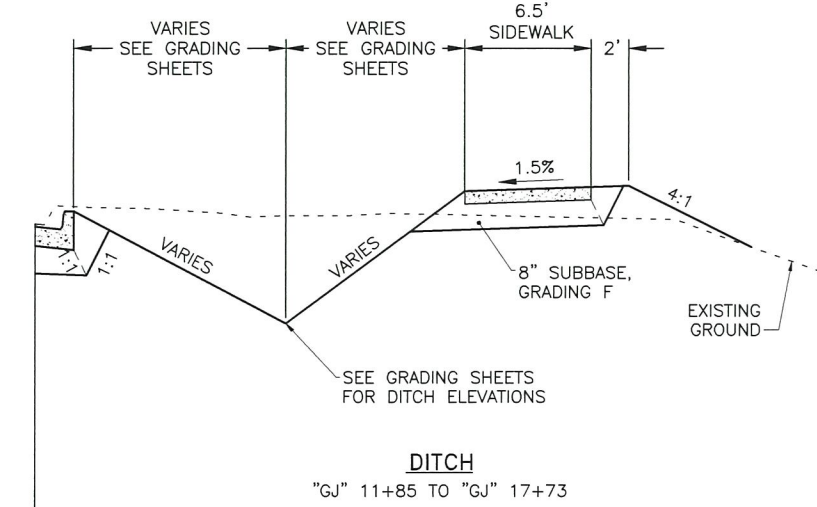 VARIES
SEE GRADING
SHEETS
VARIES
SEE GRADING
SHEETS
6.5'
SIDEWALK
2'
1.5%
4:1
1:1
1:1
VARIES
VARIES
8" SUBBASE,
GRADING F
EXISTING
GROUND
SEE GRADING SHEETS
FOR DITCH ELEVATIONS
DITCH
"GJ" 11+85 TO "GJ" 17+73